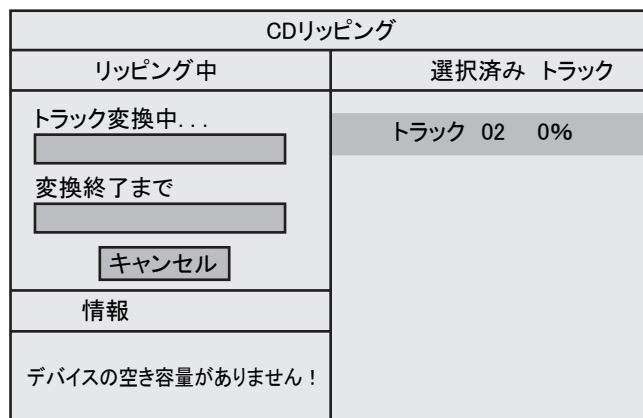 CDリッピング
リッピング中
選択済み トラック
トラック変換中...
変換終了まで
キャンセル
トラック 02 0%
情報
デバイスの空き容量がありません！